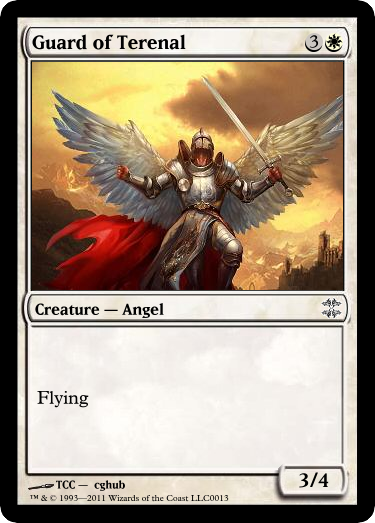 Guard of Terenal 3
Creature — Angel
Flying
TCC — cghub
3/4
™ & © 1993—2011 Wizards of the Coast LLC0013